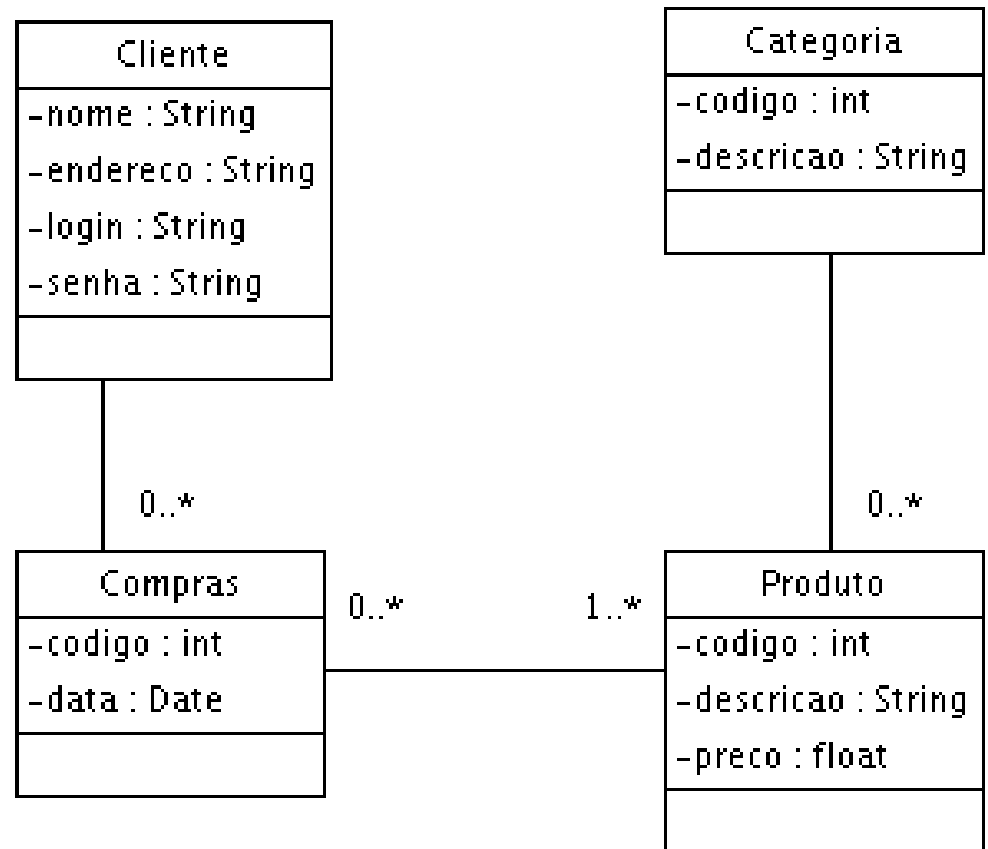 Cliente
-nome : String
-endereco : String
-login : String
-senha : String
Categoria
-codigo : int
-descricao : String
0..*
0..*
Compras
-codigo : int
-data : Date
0..*
1..*
Produto
-codigo : int
-descricao : String
-preco : float